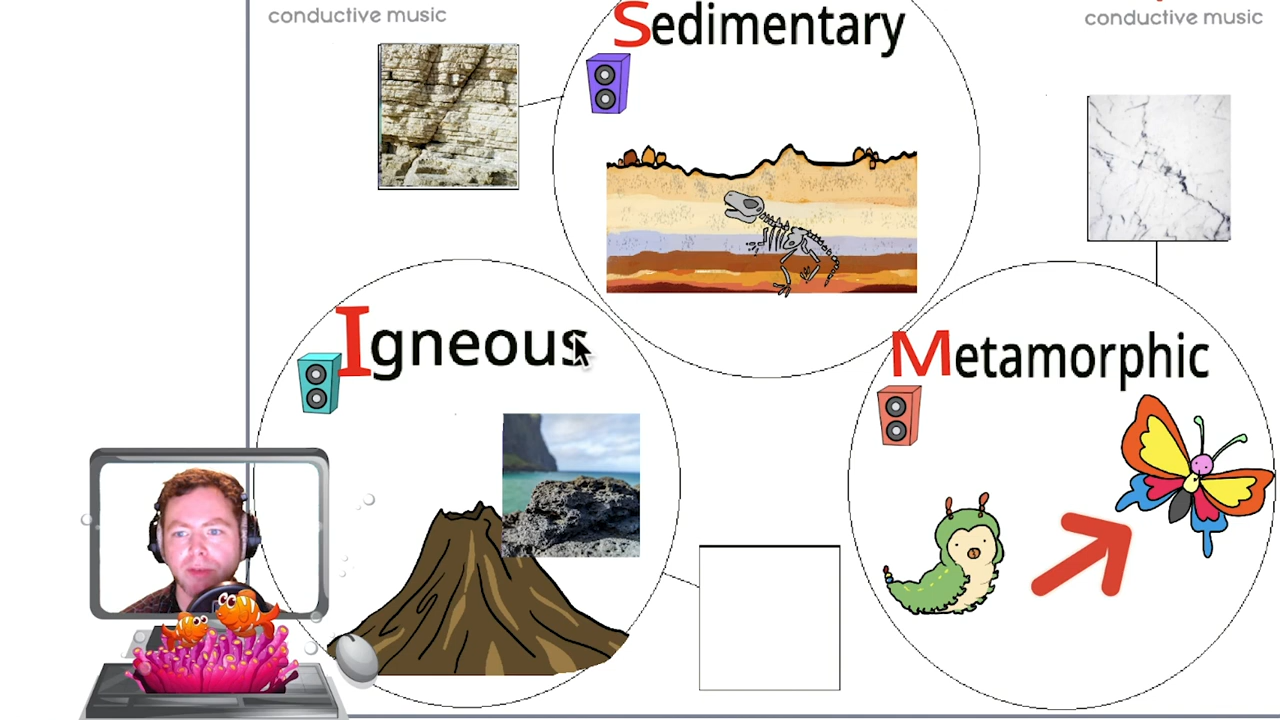 conductive music
conductive music
Sedimentary
Igneous
Metamorphic